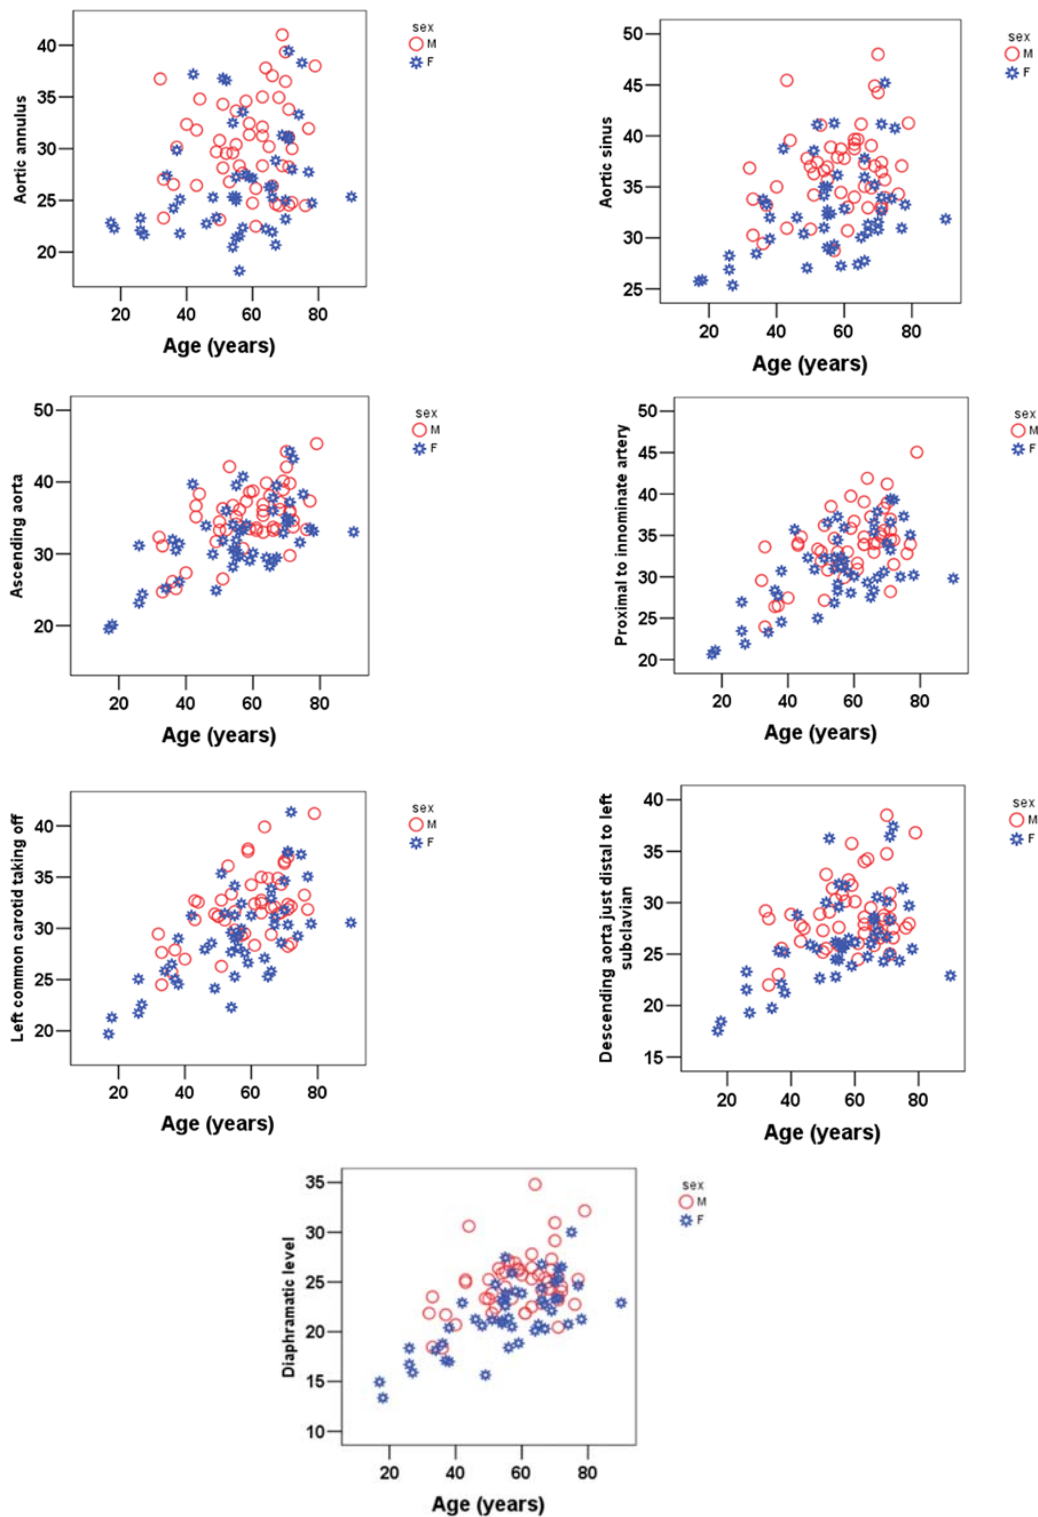 sex
M
F
Aortic annulus
40
35
30
25
20
20 40 60 80
Age (years)
sex
M
F
Aortic sinus
50
45
40
35
30
25
20 40 60 80
Age (years)
sex
M
F
Ascending aorta
50
40
30
20
20 40 60 80
Age (years)
sex
M
F
Proximal to innominate artery
50
45
40
35
30
25
20
20 40 60 80
Age (years)
sex
M
F
Left common carotid taking off
40
35
30
25
20
20 40 60 80
Age (years)
sex
M
F
Descending aorta just distal to left
subclavian
40
35
30
25
20
15
20 40 60 80
Age (years)
sex
M
F
Diaphramatic level
35
30
25
20
15
10
20 40 60 80
Age (years)